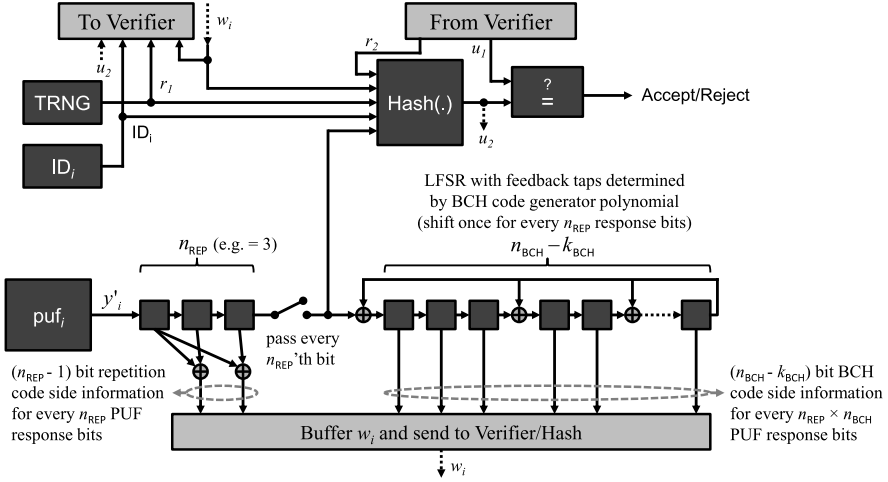 To Verifier
w_i
From Verifier
r_2
u_1
u_2
r_1
TRNG
Hash(.)
?
=
Accept/Reject
ID_i
u_2
ID_i
LFSR with feedback taps determined
by BCH code generator polynomial
(shift once for every n_REP response bits)
n_REP (e.g. = 3)
n_BCH – k_BCH
puf_i
y'_i
pass every
n_REP'th bit
(n_REP - 1) bit repetition
code side information
for every n_REP PUF
response bits
(n_BCH - k_BCH) bit BCH
code side information
for every n_REP × n_BCH
PUF response bits
Buffer w_i and send to Verifier/Hash
w_i